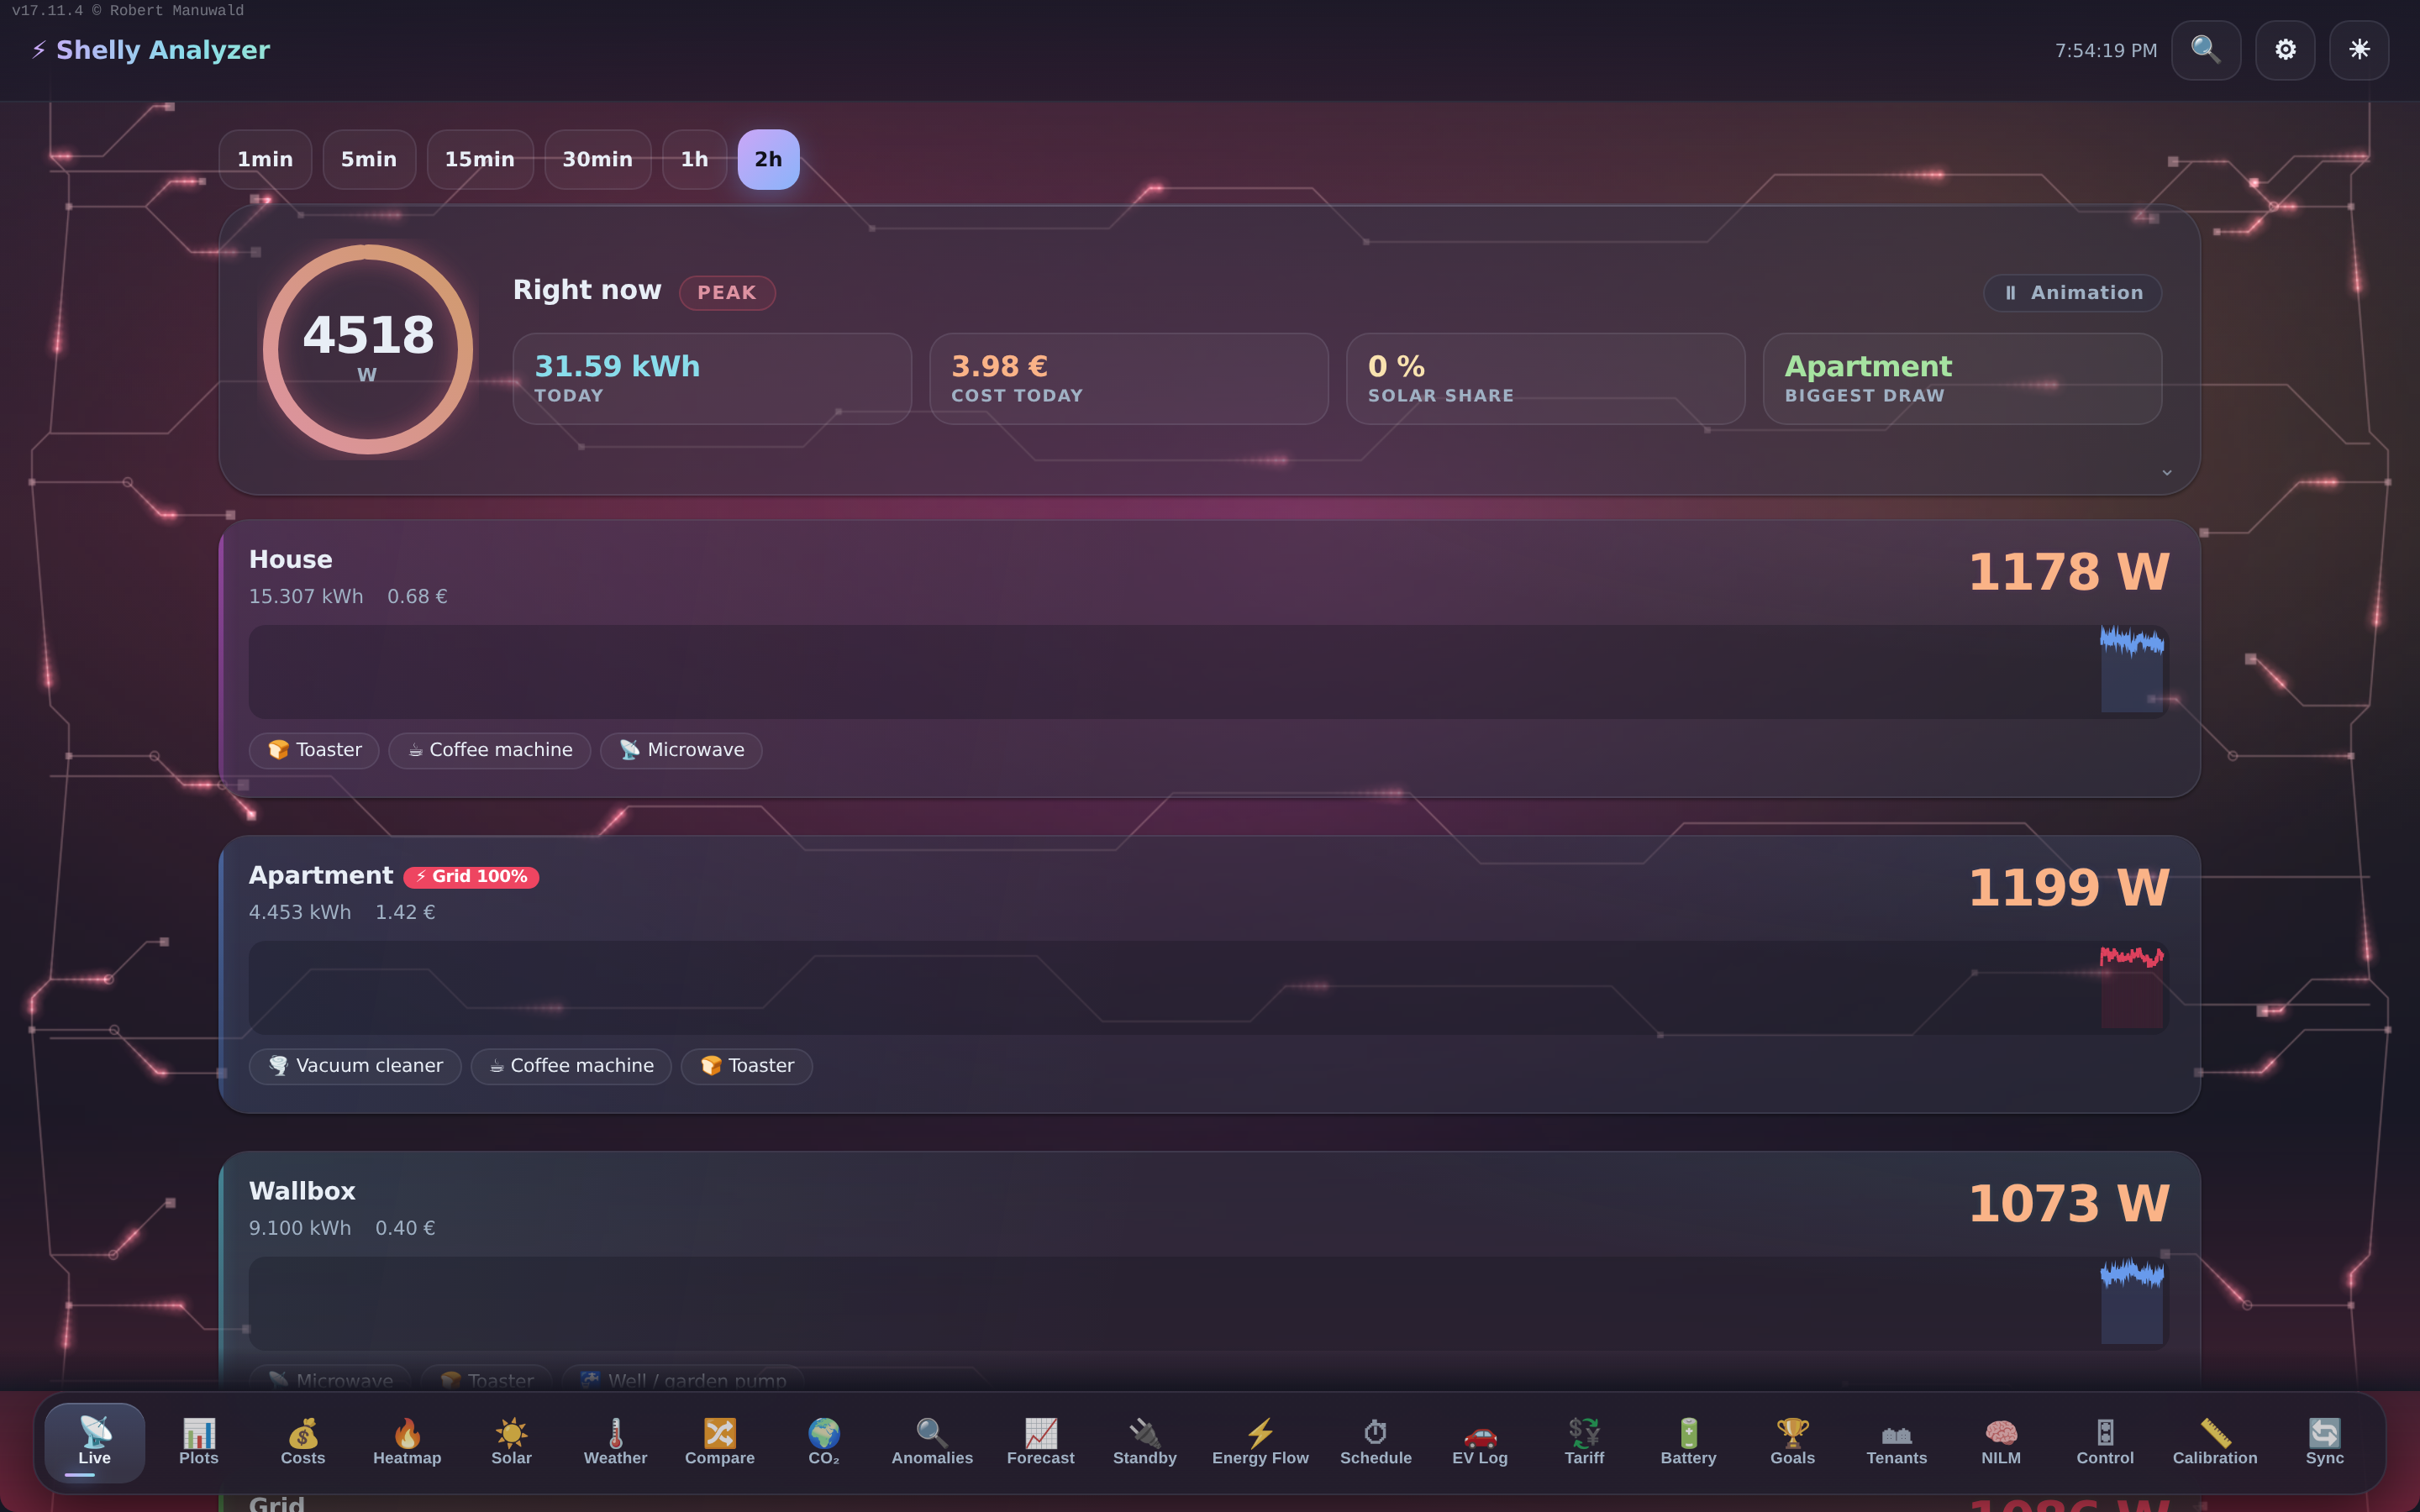 v17.11.4 © Robert Manuwald
⚡ Shelly Analyzer
7:54:19 PM
1min 5min 15min 30min 1h 2h
4518
W
Right now PEAK
Animation
31.59 kWh
TODAY
3.98 €
COST TODAY
0 %
SOLAR SHARE
Apartment
BIGGEST DRAW
House
1178 W
15.307 kWh 0.68 €
Toaster Coffee machine Microwave
Apartment ⚡ Grid 100%
1199 W
4.453 kWh 1.42 €
Vacuum cleaner Coffee machine Toaster
Wallbox
1073 W
9.100 kWh 0.40 €
Microwave Toaster Well / garden pump
Live Plots Costs Heatmap Solar Weather Compare CO₂ Anomalies Forecast Standby Energy Flow Schedule EV Log Tariff Battery Goals Tenants NILM Control Calibration Sync
Grid
1086 W